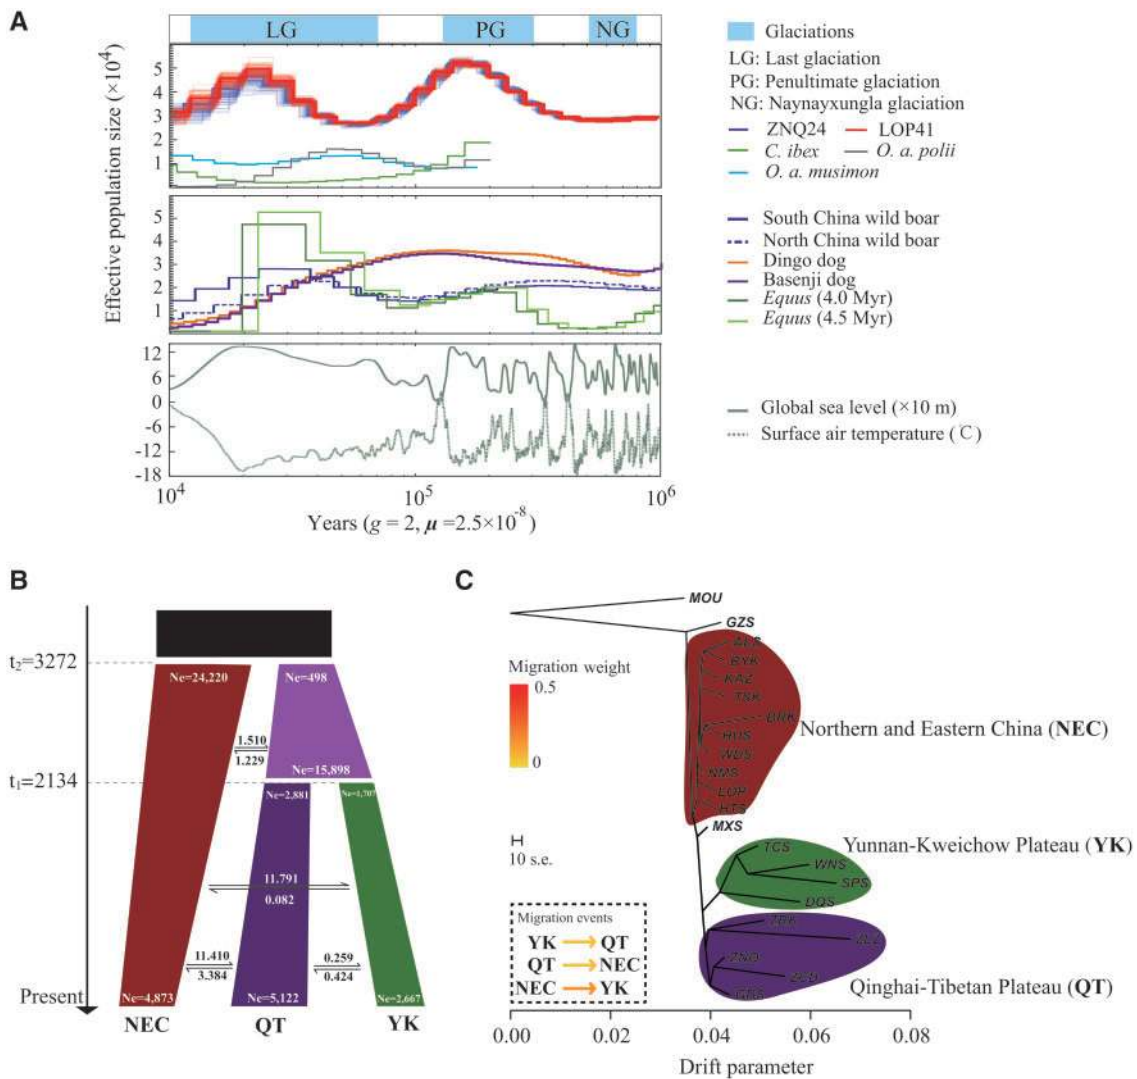 A
LG PG NG
Glaciations
LG: Last glaciation
PG: Penultimate glaciation
NG: Naynayxungla glaciation
ZNQ24 LOP41
C. ibex O. a. polii
O. a. musimon
South China wild boar
North China wild boar
Dingo dog
Basenji dog
Equus (4.0 Myr)
Equus (4.5 Myr)
Global sea level (×10 m)
Surface air temperature (℃)
Effective population size (×10⁴)
5
4
3
2
1
5
4
3
2
1
12
6
0
-6
-12
-18
10⁴ 10⁵ 10⁶
Years (g = 2, μ =2.5×10⁻⁸)
B
t₂=3272
Ne=24,220 Ne=498
1.510
1.229
Ne=15,898
t₁=2134
Ne=2,881 Ne=1,707
11.791
0.082
11.410
3.384
0.259
0.424
Present
Ne=4,873 Ne=5,122 Ne=2,667
NEC QT YK
C
MOU
GZS
BYK
KAZ
TSK
BRK
HUS
WDS
NMS
LOP
HTS
MXS
Migration weight
0.5
0
Northern and Eastern China (NEC)
10 s.e.
Yunnan-Kweichow Plateau (YK)
TCS
WNS
SPS
DQS
Migration events
YK → QT
QT → NEC
NEC → YK
ZNQ
Qinghai-Tibetan Plateau (QT)
0.00 0.02 0.04 0.06 0.08
Drift parameter